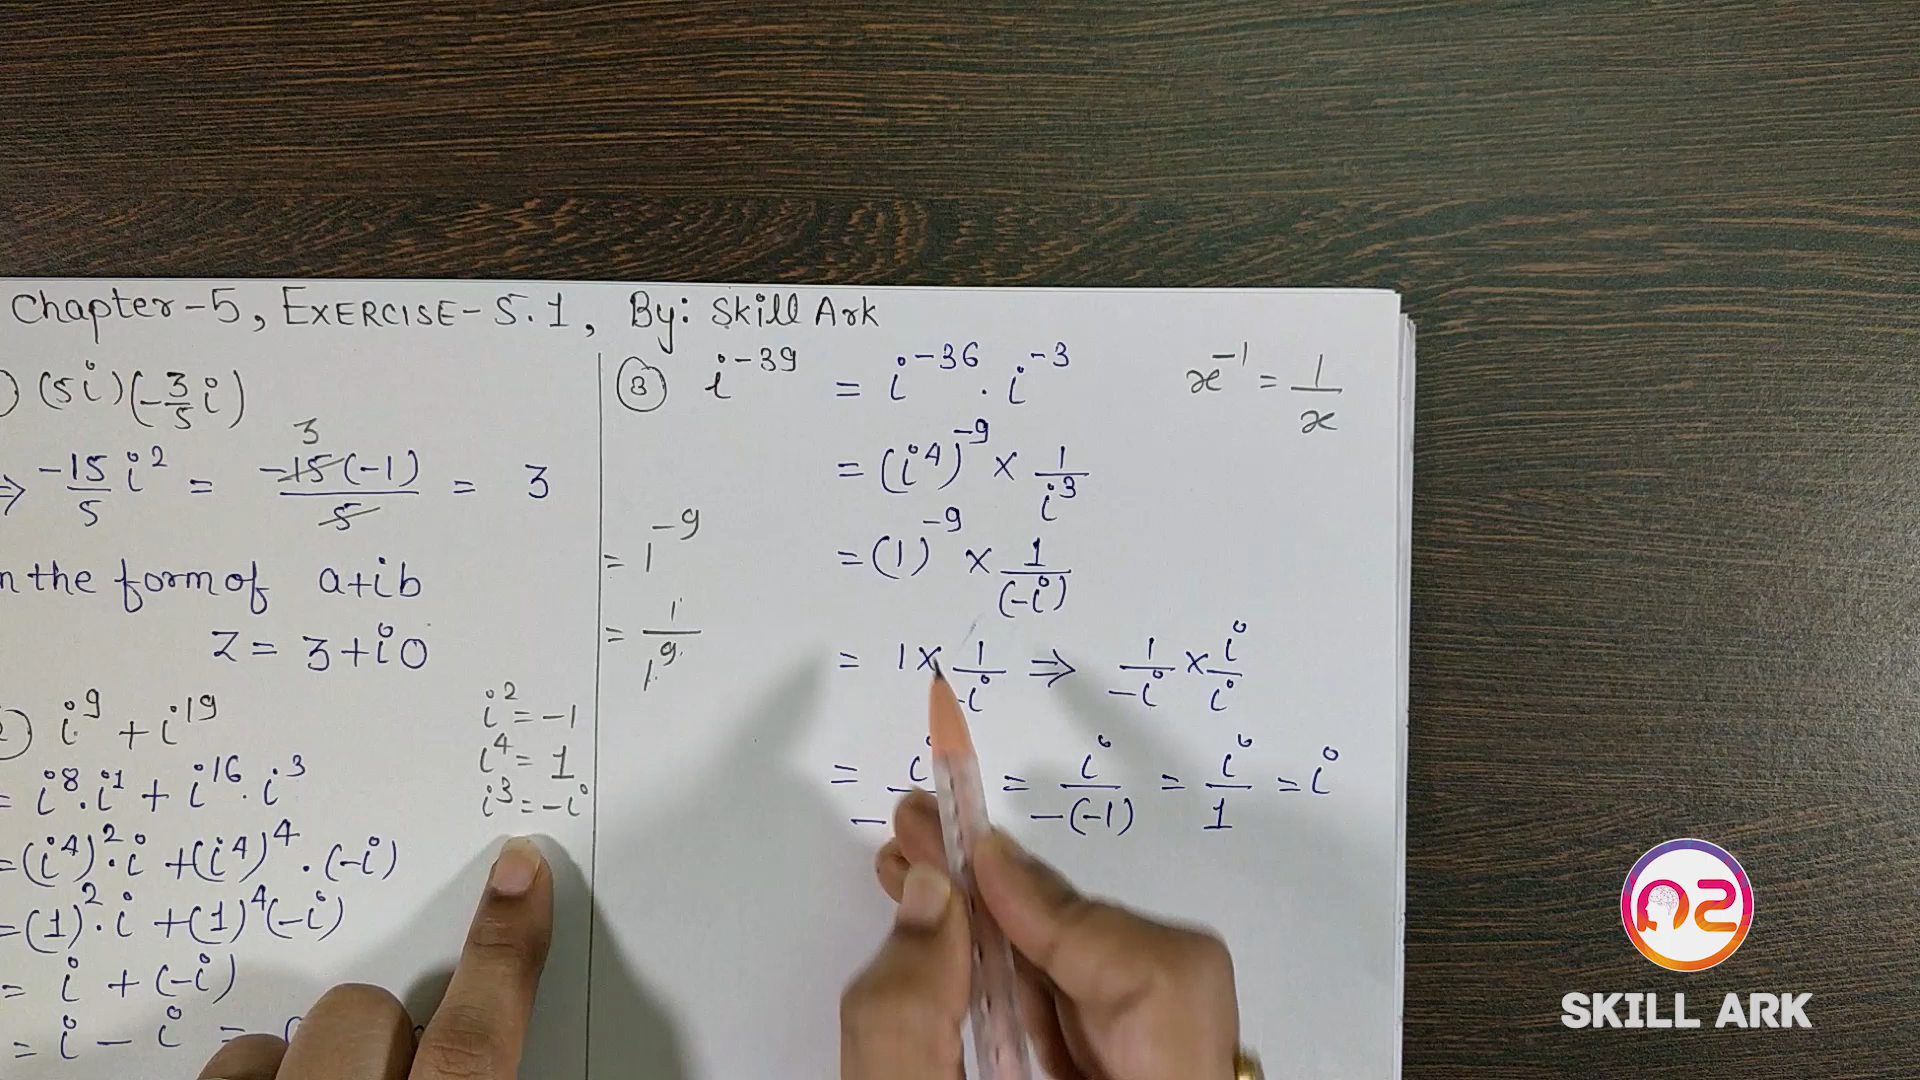 Chapter-5, EXERCISE-5.1, By: Skill Ark
) (5i)(-3/5 i)
⇒ -15/5 i² = -15(-1)/5 = 3
3
n the form of a+ib
z = 3+i0
) i⁹ + i¹⁹
= i⁸·i¹ + i¹⁶·i³
=(i⁴)²·i +(i⁴)⁴·(-i)
=(1)²·i +(1)⁴(-i)
= i + (-i)
= i - i =
i² = -1
i⁴ = 1
i³ = -i
③ i⁻³⁹ = i⁻³⁶ · i⁻³
= (i⁴)⁻⁹ × 1/i³
=(1)⁻⁹ × 1/(-i)
= 1× 1/-i ⇒ 1/-i × i/i
= i/- = i/-(-1) = i/1 = i
= 1⁻⁹
= 1/1⁹
x⁻¹ = 1/x
SKILL ARK